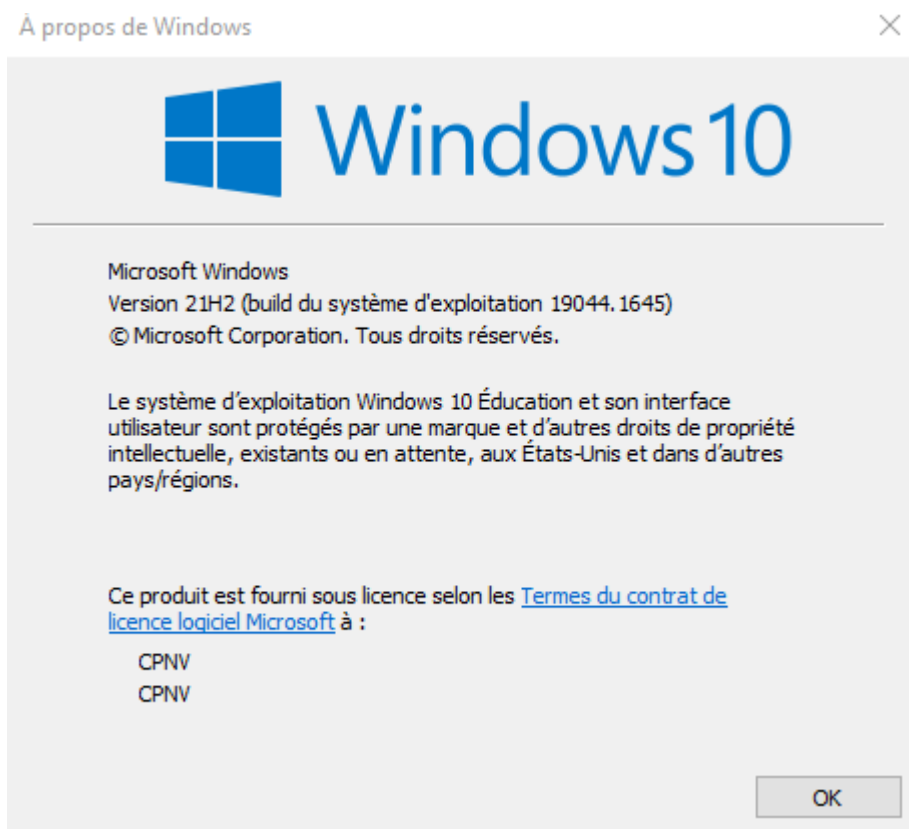 À propos de Windows
Windows 10
Microsoft Windows
Version 21H2 (build du système d'exploitation 19044.1645)
© Microsoft Corporation. Tous droits réservés.
Le système d’exploitation Windows 10 Éducation et son interface
utilisateur sont protégés par une marque et d’autres droits de propriété
intellectuelle, existants ou en attente, aux États-Unis et dans d’autres
pays/régions.
Ce produit est fourni sous licence selon les Termes du contrat de
licence logiciel Microsoft à :
CPNV
CPNV
OK